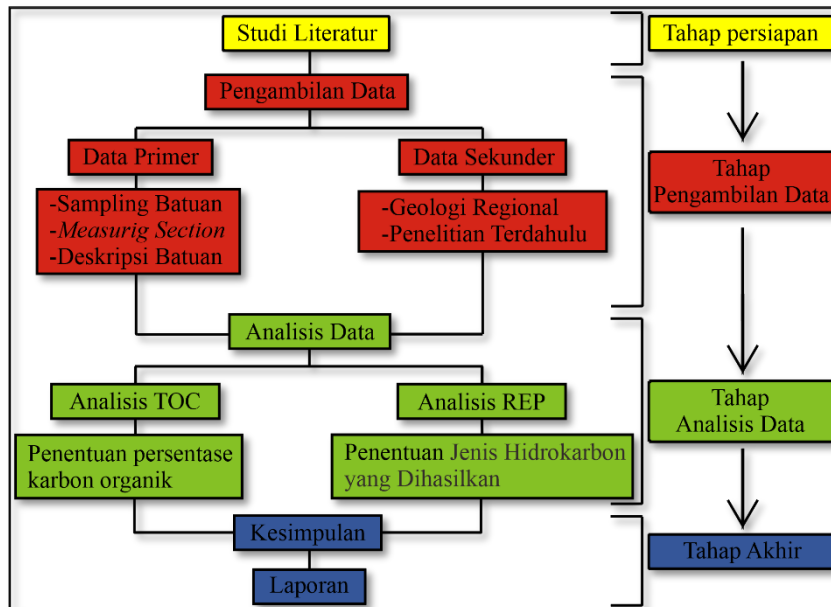 Studi Literatur
Tahap persiapan
Pengambilan Data
Data Primer
Data Sekunder
Tahap
Pengambilan Data
-Sampling Batuan
-Measurig Section
-Deskripsi Batuan
-Geologi Regional
-Penelitian Terdahulu
Analisis Data
Analisis TOC
Analisis REP
Tahap
Analisis Data
Penentuan persentase
karbon organik
Penentuan Jenis Hidrokarbon
yang Dihasilkan
Kesimpulan
Tahap Akhir
Laporan